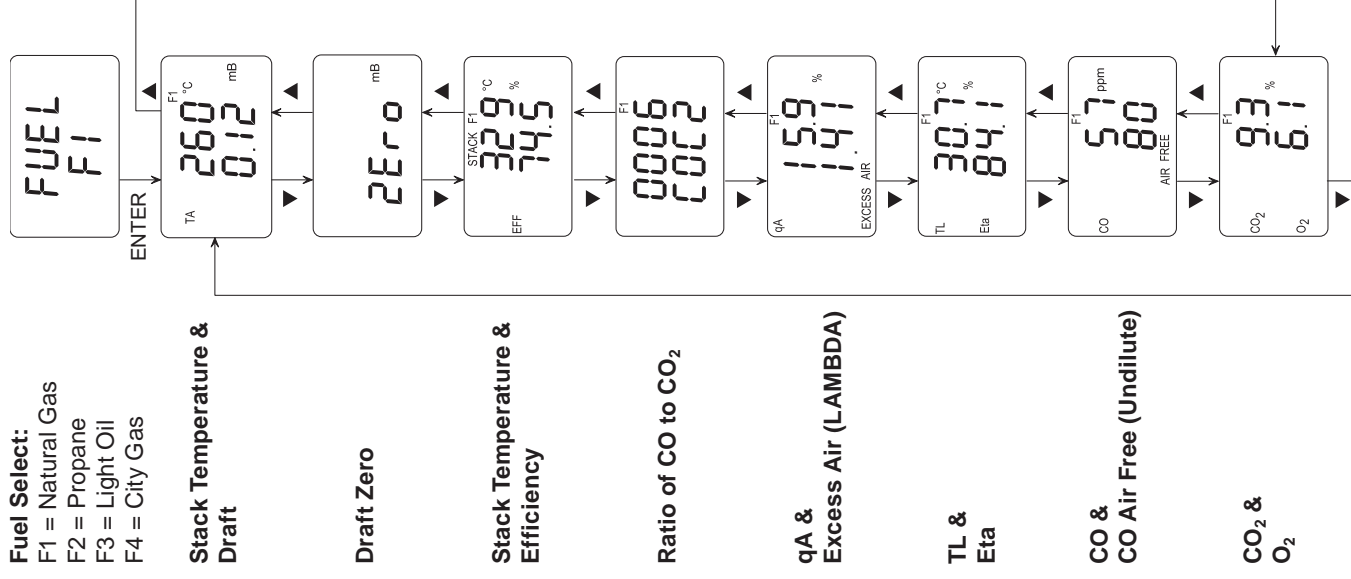 Fuel Select:
F1 = Natural Gas
F2 = Propane
F3 = Light Oil
F4 = City Gas
FUEL
F1
ENTER
Stack Temperature &
Draft
F1
TA 260 °C
0.12 mB
Draft Zero
2Ero mB
Stack Temperature &
Efficiency
STACK F1
329 °C
EFF 74.5 %
Ratio of CO to CO₂
F1
0006
COC2
qA &
Excess Air (LAMBDA)
F1
qA 15.9 %
EXCESS AIR 1.41
TL &
Eta
F1
TL 30.7 °C
Eta 84.1 %
CO &
CO Air Free (Undilute)
F1
CO 57 ppm
AIR FREE 80
CO₂ &
O₂
F1
CO₂ 9.3 %
O₂ 6.1